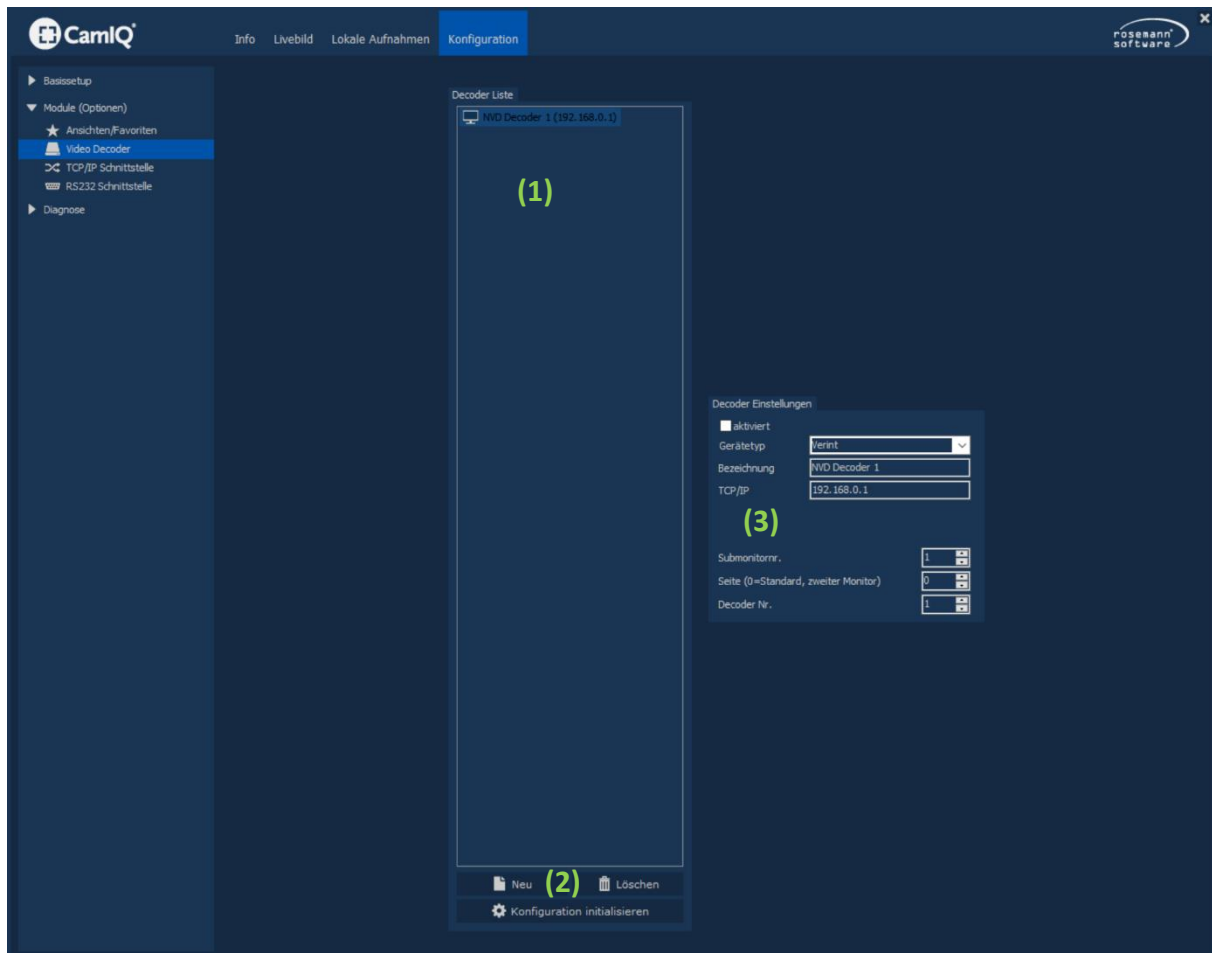 CamIQ®
Info Livebild Lokale Aufnahmen Konfiguration
rosemann®
software
Basissetup
Module (Optionen)
Ansichten/Favoriten
Video Decoder
TCP/IP Schnittstelle
RS232 Schnittstelle
Diagnose
Decoder Liste
NVD Decoder 1 (192.168.0.1)
(1)
Neu (2) Löschen
Konfiguration initialisieren
Decoder Einstellungen
aktiviert
Gerätetyp Verint
Bezeichnung NVD Decoder 1
TCP/IP 192.168.0.1
(3)
Submonitornr. 1
Seite (0=Standard, zweiter Monitor) 0
Decoder Nr. 1